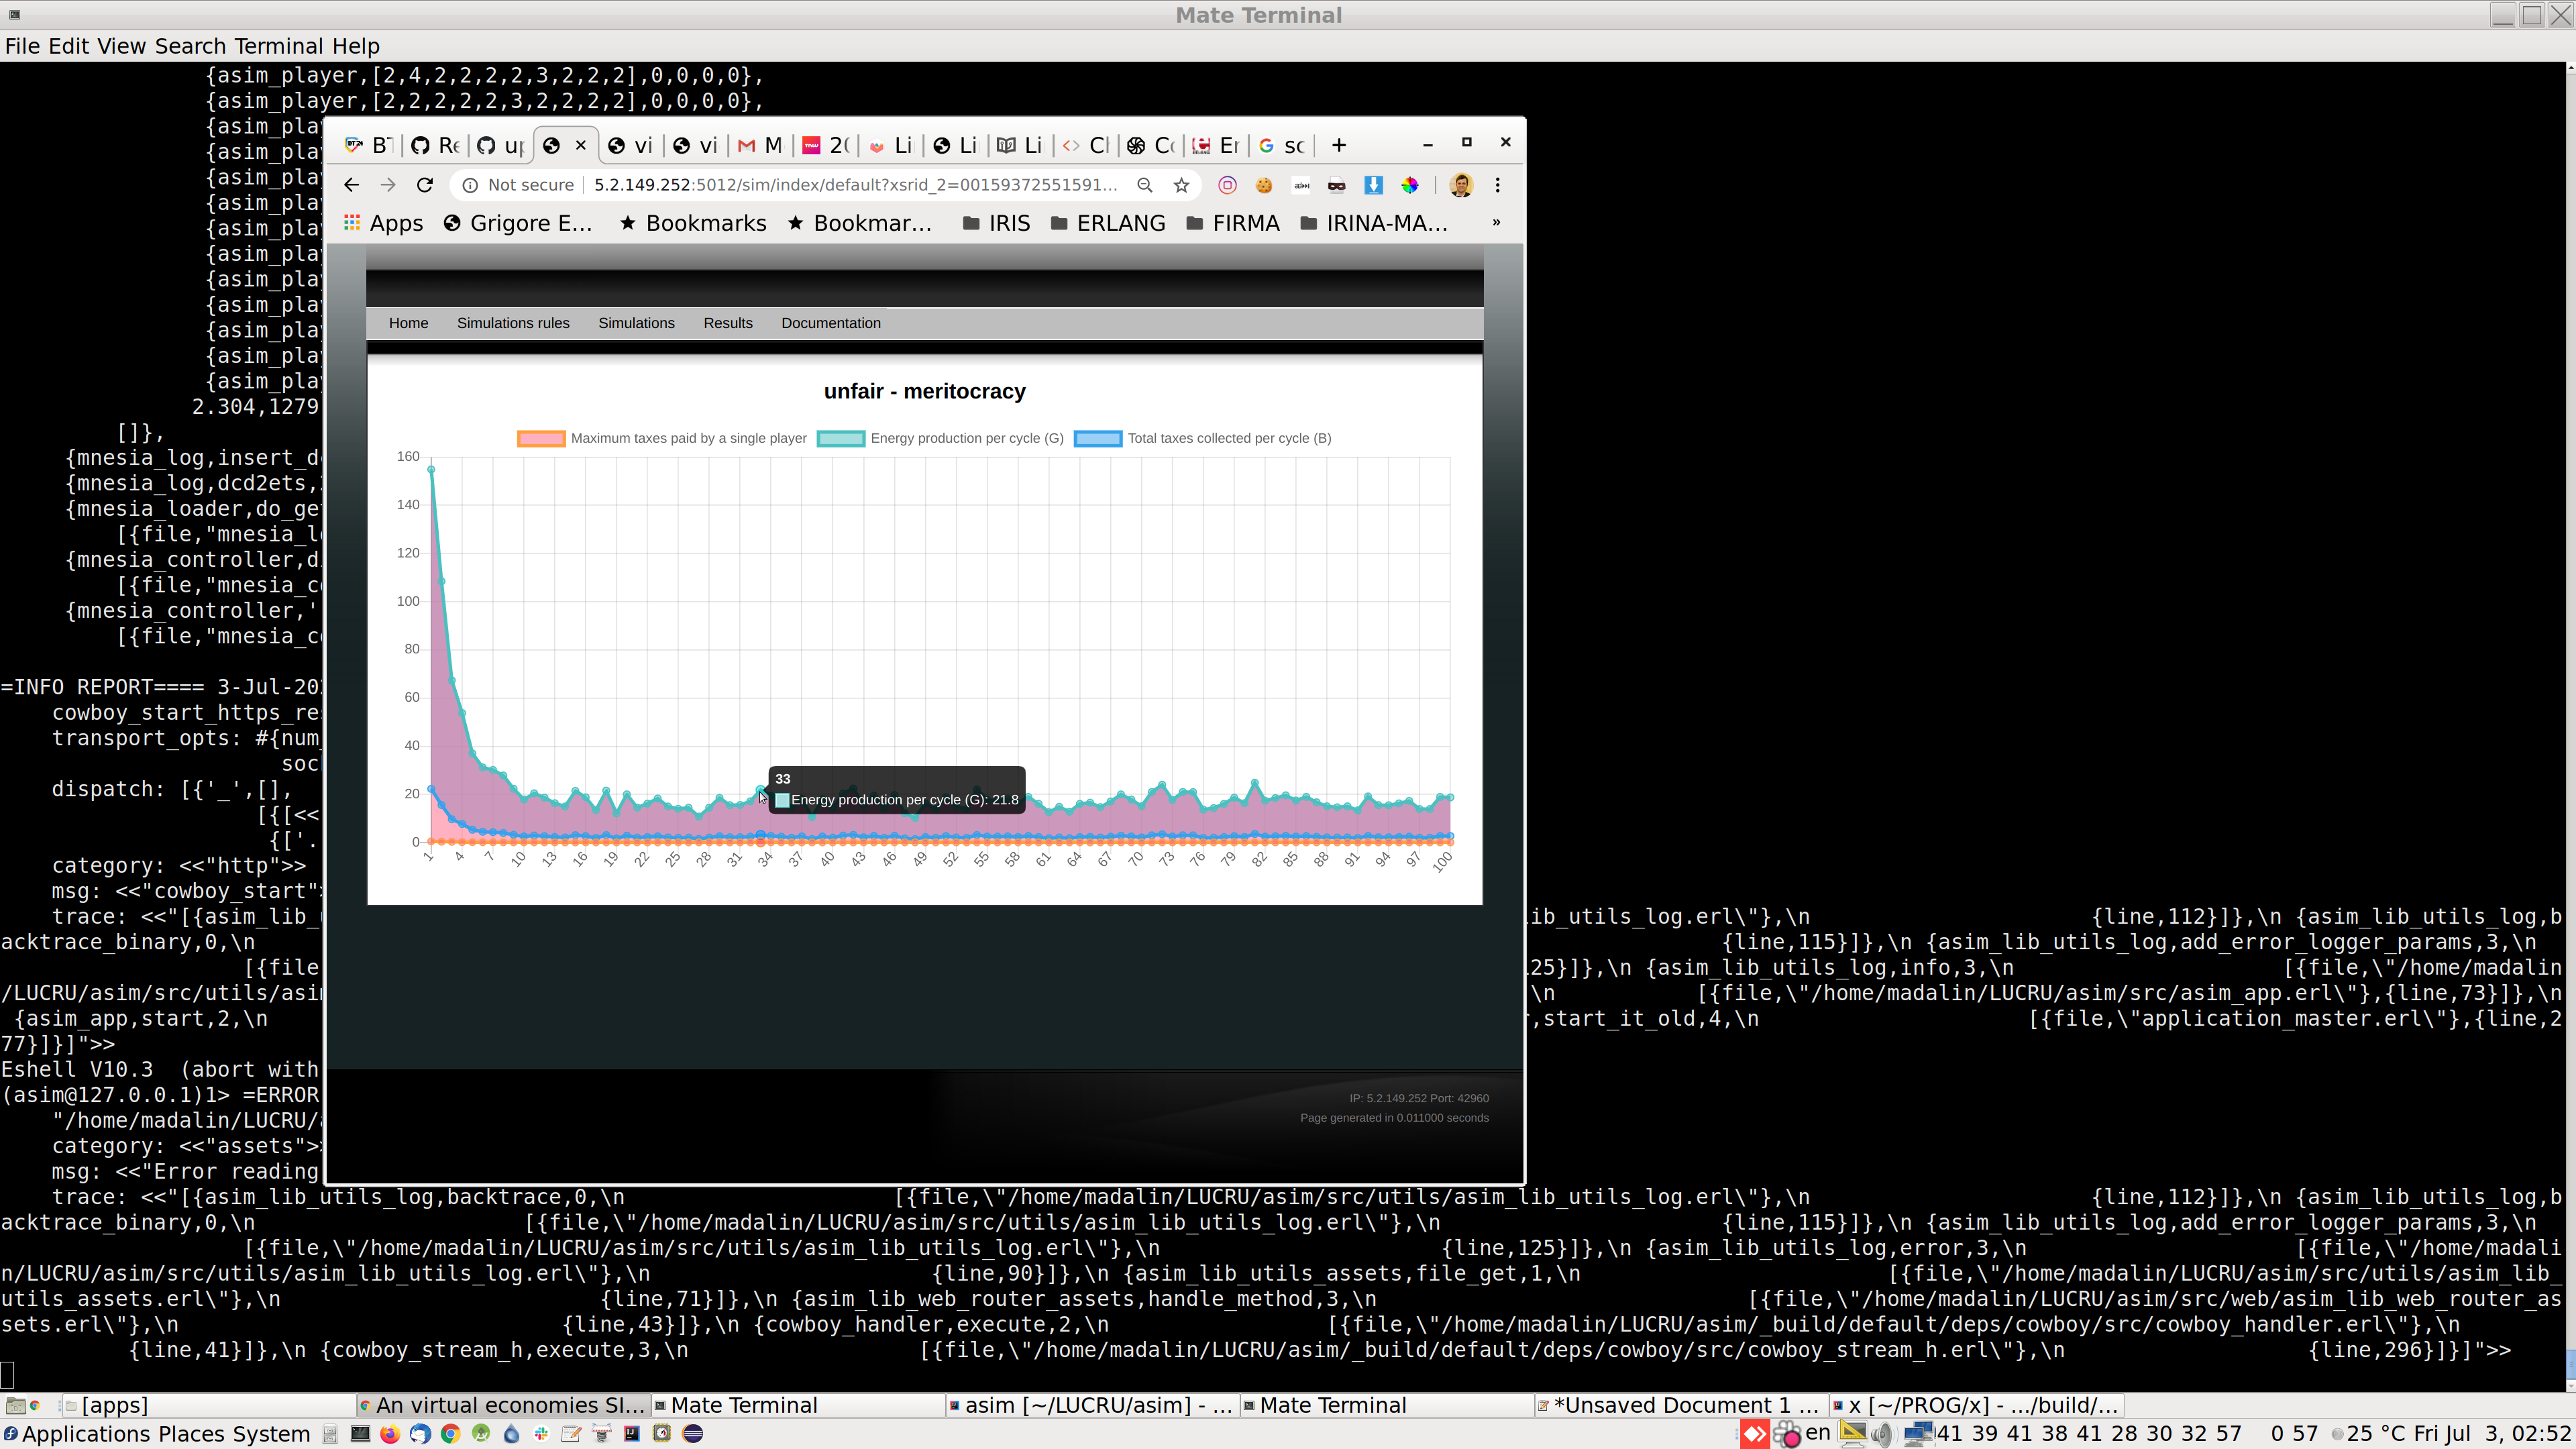 Mate Terminal
File Edit View Search Terminal Help
{asim_player,[2,4,2,2,2,2,3,2,2,2],0,0,0,0},
{asim_player,[2,2,2,2,2,3,2,2,2,2],0,0,0,0},
{asim_pla
{asim_pla
{asim_pla
{asim_pla
{asim_pla
{asim_pla
{asim_pla
{asim_pla
{asim_pla
{asim_pla
{asim_pla
2.304,1279
[]},
{mnesia_log,insert_d
{mnesia_log,dcd2ets,
{mnesia_loader,do_ge
[{file,"mnesia_l
{mnesia_controller,d
[{file,"mnesia_c
{mnesia_controller,'
[{file,"mnesia_c
=INFO REPORT==== 3-Jul-20
cowboy_start_https_re
transport_opts: #{num
soc
dispatch: [{'_',[],
[{[<<
{['.
category: <<"http">>
msg: <<"cowboy_start"
trace: <<"[{asim_lib_
ib_utils_log.erl\"},\n {line,112}]},\n {asim_lib_utils_log,b
acktrace_binary,0,\n {line,115}]},\n {asim_lib_utils_log,add_error_logger_params,3,\n
[{file 25}]},\n {asim_lib_utils_log,info,3,\n [{file,\"/home/madalin
/LUCRU/asim/src/utils/asi \n [{file,\"/home/madalin/LUCRU/asim/src/asim_app.erl\"},{line,73}]},\n
{asim_app,start,2,\n ,start_it_old,4,\n [{file,\"application_master.erl\"},{line,2
77}]}]">>
Eshell V10.3 (abort with
(asim@127.0.0.1)1> =ERROR
"/home/madalin/LUCRU/
category: <<"assets">
msg: <<"Error reading
trace: <<"[{asim_lib_utils_log,backtrace,0,\n [{file,\"/home/madalin/LUCRU/asim/src/utils/asim_lib_utils_log.erl\"},\n {line,112}]},\n {asim_lib_utils_log,b
acktrace_binary,0,\n [{file,\"/home/madalin/LUCRU/asim/src/utils/asim_lib_utils_log.erl\"},\n {line,115}]},\n {asim_lib_utils_log,add_error_logger_params,3,\n
[{file,\"/home/madalin/LUCRU/asim/src/utils/asim_lib_utils_log.erl\"},\n {line,125}]},\n {asim_lib_utils_log,error,3,\n [{file,\"/home/madali
n/LUCRU/asim/src/utils/asim_lib_utils_log.erl\"},\n {line,90}]},\n {asim_lib_utils_assets,file_get,1,\n [{file,\"/home/madalin/LUCRU/asim/src/utils/asim_lib_
utils_assets.erl\"},\n {line,71}]},\n {asim_lib_web_router_assets,handle_method,3,\n [{file,\"/home/madalin/LUCRU/asim/src/web/asim_lib_web_router_as
sets.erl\"},\n {line,43}]},\n {cowboy_handler,execute,2,\n [{file,\"/home/madalin/LUCRU/asim/_build/default/deps/cowboy/src/cowboy_handler.erl\"},\n
{line,41}]},\n {cowboy_stream_h,execute,3,\n [{file,\"/home/madalin/LUCRU/asim/_build/default/deps/cowboy/src/cowboy_stream_h.erl\"},\n {line,296}]}]">>
Not secure 5.2.149.252:5012/sim/index/default?xsrid_2=00159372551591...
Apps Grigore E... Bookmarks Bookmar... IRIS ERLANG FIRMA IRINA-MA... »
Home Simulations rules Simulations Results Documentation
unfair - meritocracy
Maximum taxes paid by a single player Energy production per cycle (G) Total taxes collected per cycle (B)
160
140
120
100
80
60
40
20
0
33
Energy production per cycle (G): 21.8
1 4 7 10 13 16 19 22 25 28 31 34 37 40 43 46 49 52 55 58 61 64 67 70 73 76 79 82 85 88 91 94 97 100
IP: 5.2.149.252 Port: 42960
Page generated in 0.011000 seconds
[apps] An virtual economies SI... Mate Terminal asim [~/LUCRU/asim] - ... Mate Terminal *Unsaved Document 1 ... x [~/PROG/x] - .../build/...
Applications Places System en 41 39 41 38 41 28 30 32 57 0 57 25 °C Fri Jul 3, 02:52